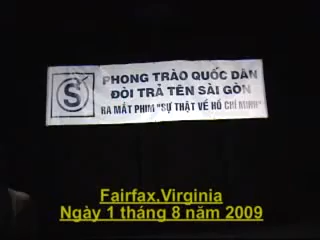 S
PHONG TRÀO QUỐC DÂN
ĐÒI TRẢ TÊN SÀI GÒN
RA MẮT PHIM "SỰ THẬT VỀ HỒ CHÍ MINH"
Fairfax,Virginia
Ngày 1 tháng 8 năm 2009